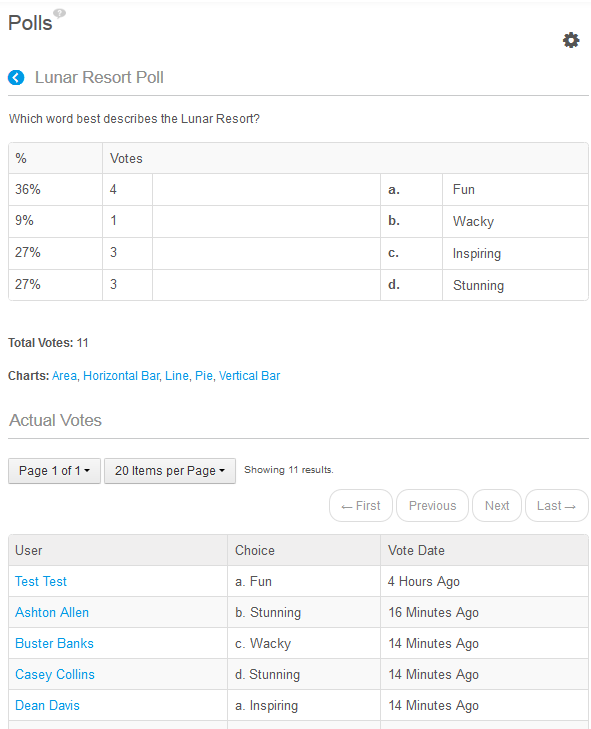 Polls ?
Lunar Resort Poll
Which word best describes the Lunar Resort?
% Votes
36% 4 a. Fun
9% 1 b. Wacky
27% 3 c. Inspiring
27% 3 d. Stunning
Total Votes: 11
Charts: Area, Horizontal Bar, Line, Pie, Vertical Bar
Actual Votes
Page 1 of 1 20 Items per Page Showing 11 results.
← First Previous Next Last →
User Choice Vote Date
Test Test a. Fun 4 Hours Ago
Ashton Allen b. Stunning 16 Minutes Ago
Buster Banks c. Wacky 14 Minutes Ago
Casey Collins d. Stunning 14 Minutes Ago
Dean Davis a. Inspiring 14 Minutes Ago